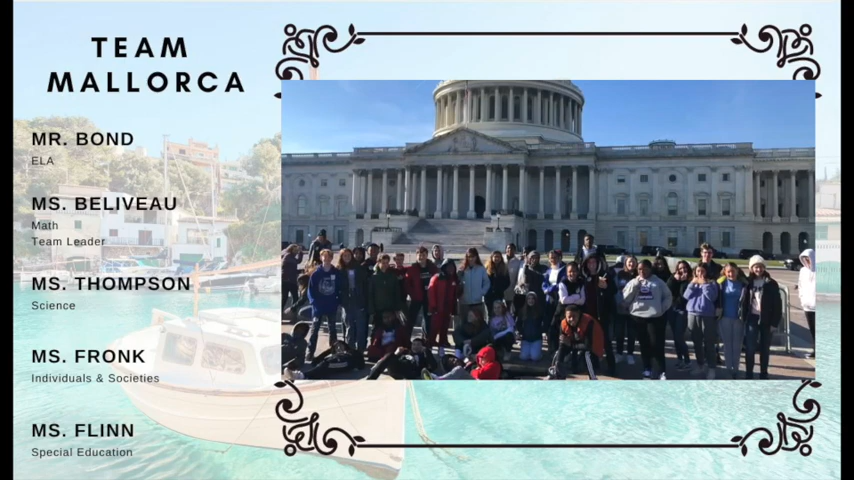 TEAM
MALLORCA
MR. BOND
ELA
MS. BELIVEAU
Math
Team Leader
MS. THOMPSON
Science
MS. FRONK
Individuals & Societies
MS. FLINN
Special Education